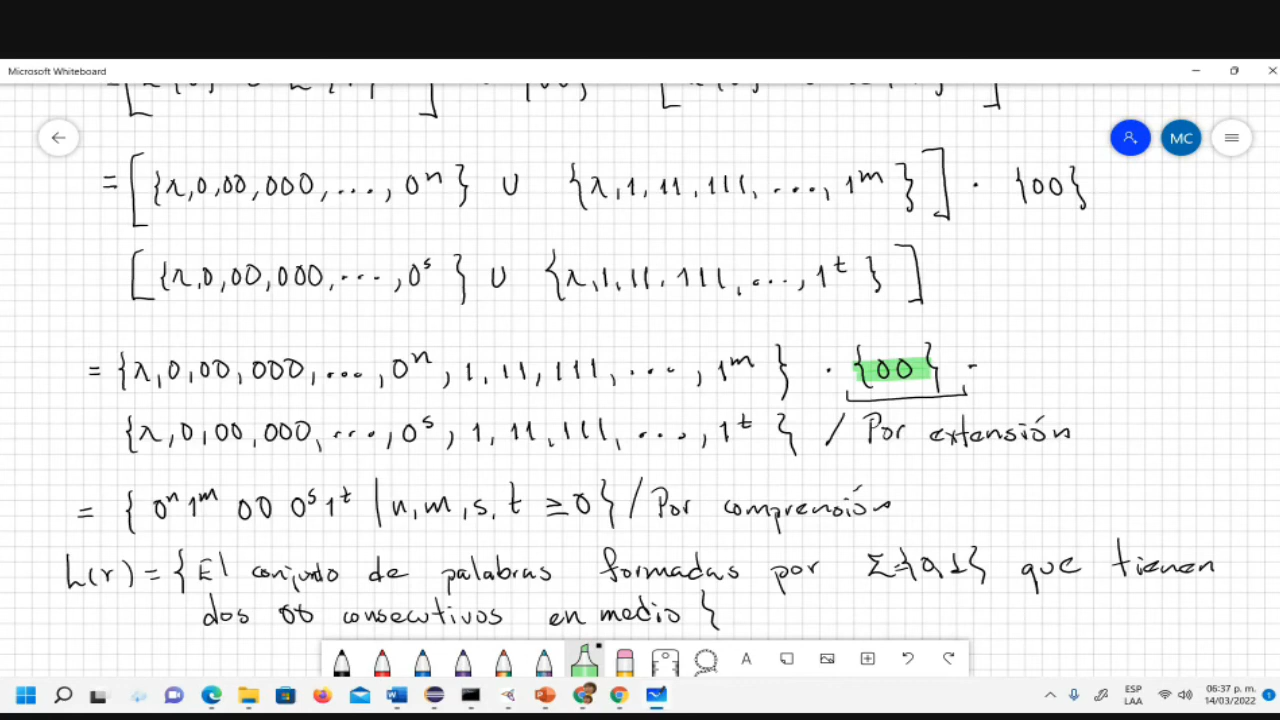 Microsoft Whiteboard
MC
= [ {λ, 0, 00, 000, ..., 0ⁿ} ∪ {λ, 1, 11, 111, ..., 1ᵐ} ] · {00}
[ {λ, 0, 00, 000, ..., 0ˢ} ∪ {λ, 1, 11, 111, ..., 1ᵗ} ]
= {λ, 0, 00, 000, ..., 0ⁿ, 1, 11, 111, ..., 1ᵐ} · {00} ·
{λ, 0, 00, 000, ..., 0ˢ, 1, 11, 111, ..., 1ᵗ} / Por extensión
= { 0ⁿ 1ᵐ 00 0ˢ 1ᵗ | n, m, s, t ≥ 0} / Por comprensión
L(r) = { El conjunto de palabras formadas por Σ={0,1} que tienen
dos 00 consecutivos en medio }
A
ESP
LAA
06:37 p. m.
14/03/2022
1